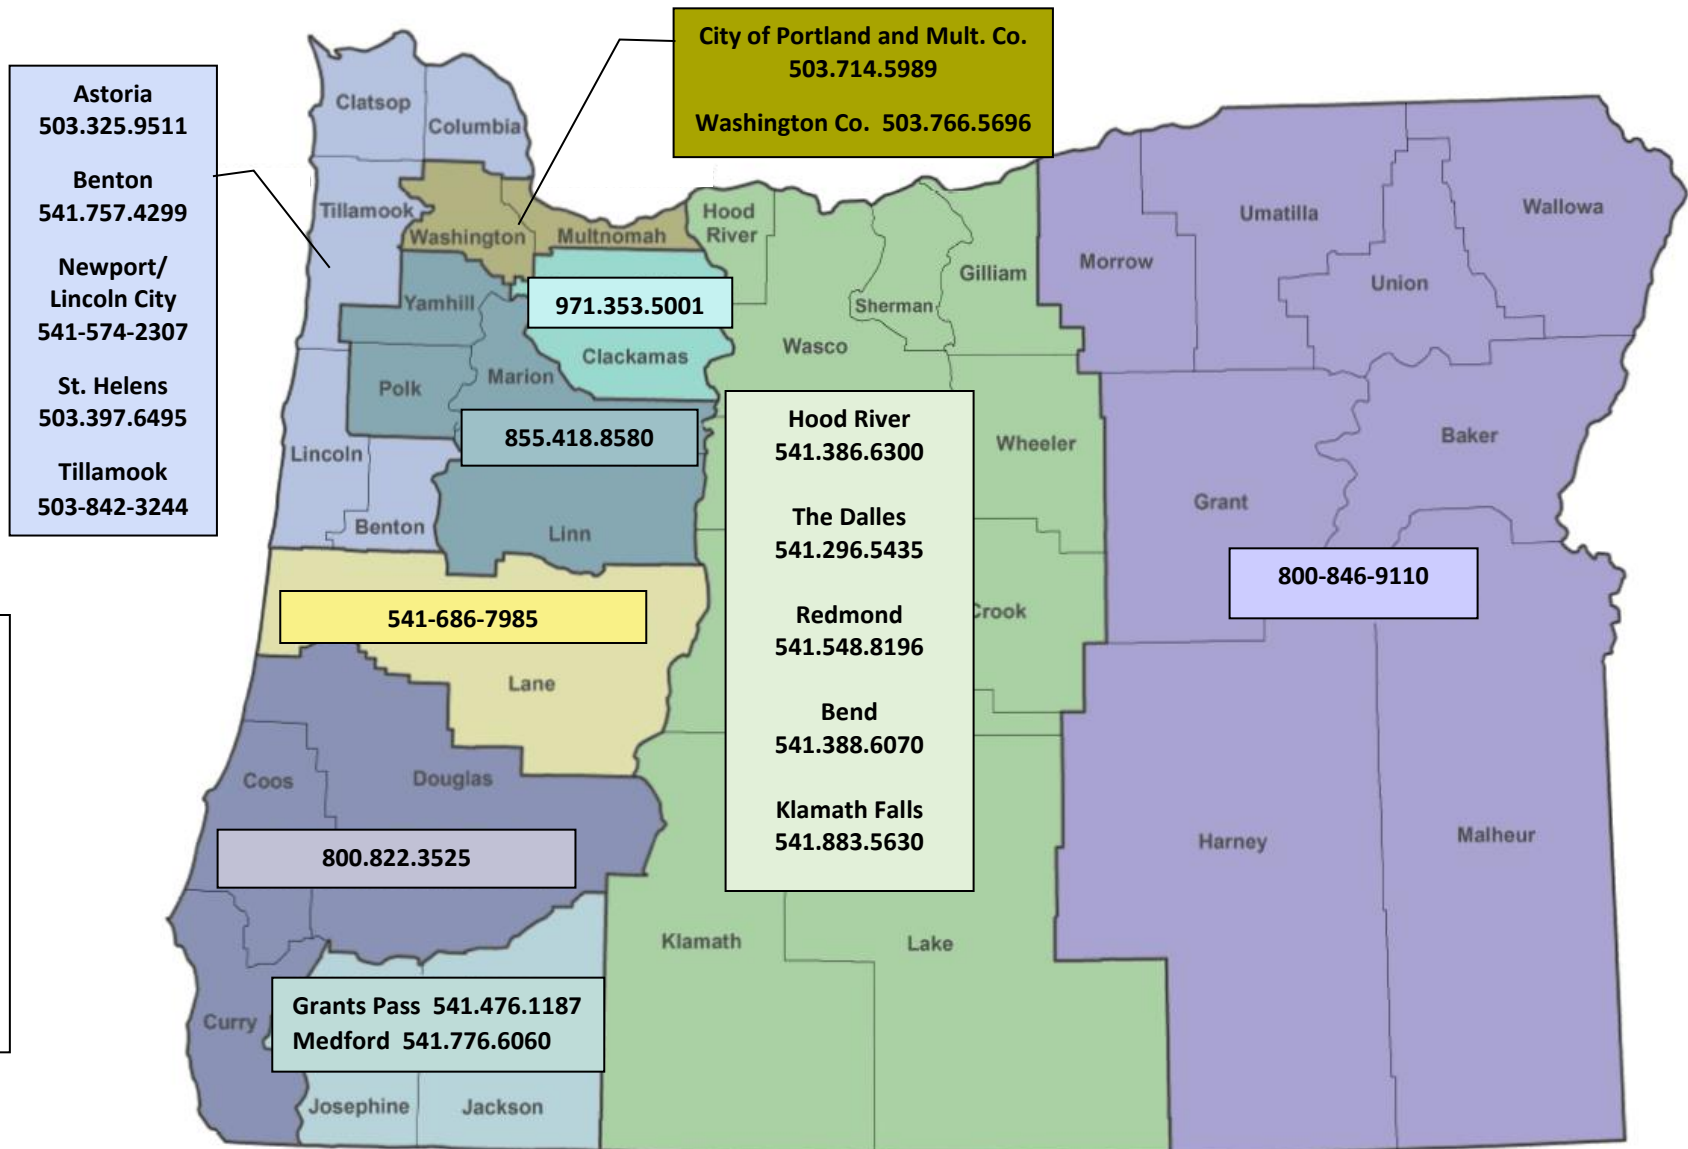 City of Portland and Mult. Co.
503.714.5989
Washington Co.  503.766.5696
Astoria
503.325.9511
Benton
541.757.4299
Newport/
Lincoln City
541-574-2307
St. Helens
503.397.6495
Tillamook
503-842-3244
Clatsop
Columbia
Tillamook
Washington
Multnomah
Hood
River
Gilliam
Sherman
Wasco
Morrow
Umatilla
Union
Wallowa
Yamhill
971.353.5001
Clackamas
Polk
Marion
855.418.8580
Lincoln
Benton
Linn
Hood River
541.386.6300
The Dalles
541.296.5435
Redmond
541.548.8196
Bend
541.388.6070
Klamath Falls
541.883.5630
Wheeler
Crook
Grant
Baker
800-846-9110
541-686-7985
Lane
Coos
Douglas
800.822.3525
Harney
Malheur
Klamath
Lake
Curry
Grants Pass  541.476.1187
Medford  541.776.6060
Josephine
Jackson